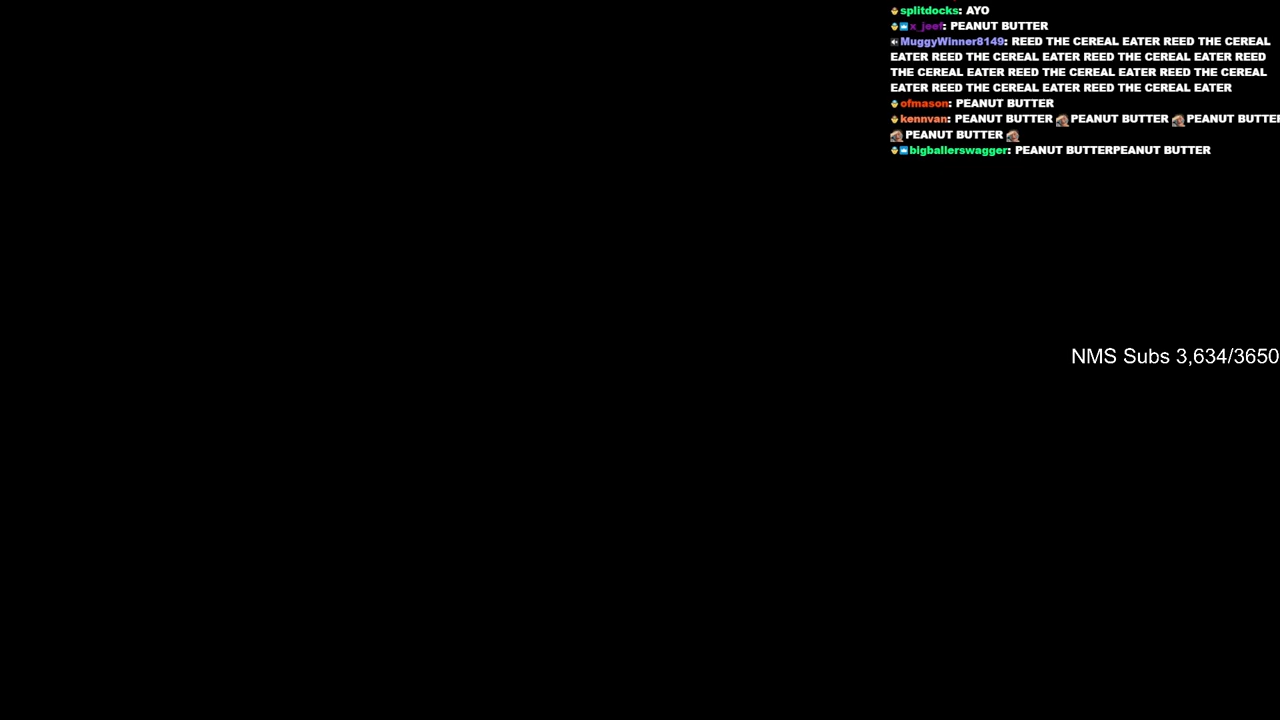 splitdocks: AYO
x_jeef: PEANUT BUTTER
MuggyWinner8149: REED THE CEREAL EATER REED THE CEREAL
EATER REED THE CEREAL EATER REED THE CEREAL EATER REED
THE CEREAL EATER REED THE CEREAL EATER REED THE CEREAL
EATER REED THE CEREAL EATER REED THE CEREAL EATER
ofmason: PEANUT BUTTER
kennvan: PEANUT BUTTER PEANUT BUTTER PEANUT BUTTER
PEANUT BUTTER
bigballerswagger: PEANUT BUTTERPEANUT BUTTER
NMS Subs 3,634/3650